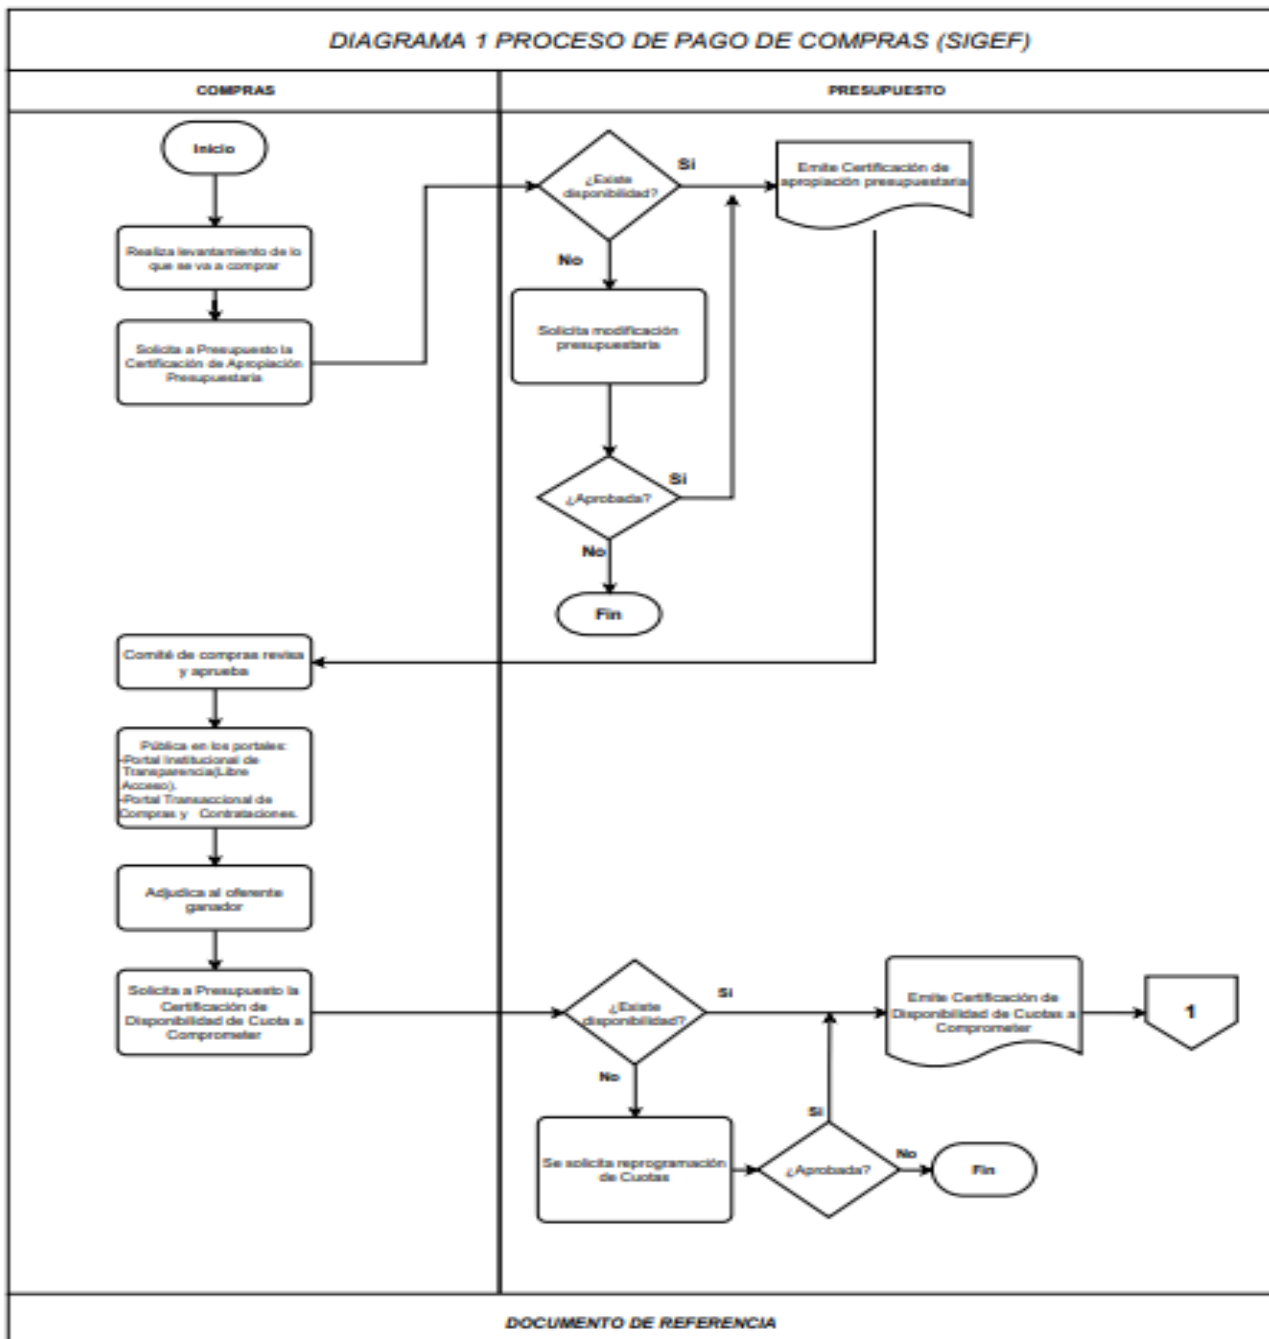 DIAGRAMA 1 PROCESO DE PAGO DE COMPRAS (SIGEF)
COMPRAS
PRESUPUESTO
Inicio
Realiza levantamiento de lo
que se va a comprar
Solicita a Presupuesto la
Certificación de Apropiación
Presupuestaria
¿Existe
disponibilidad?
Si
Emite Certificación de
apropiación presupuestaria
No
Solicita modificación
presupuestaria
¿Aprobada?
Si
No
Fin
Comité de compras revisa
y aprueba
Pública en los portales:
-Portal Institucional de
Transparencia(Libre
Acceso).
-Portal Transaccional de
Compras y Contrataciones.
Adjudica al oferente
ganador
Solicita a Presupuesto la
Certificación de
Disponibilidad de Cuota a
Comprometer
¿Existe
disponibilidad?
Si
Emite Certificación de
Disponibilidad de Cuotas a
Comprometer
1
No
Se solicita reprogramación
de Cuotas
¿Aprobada?
Si
No
Fin
DOCUMENTO DE REFERENCIA